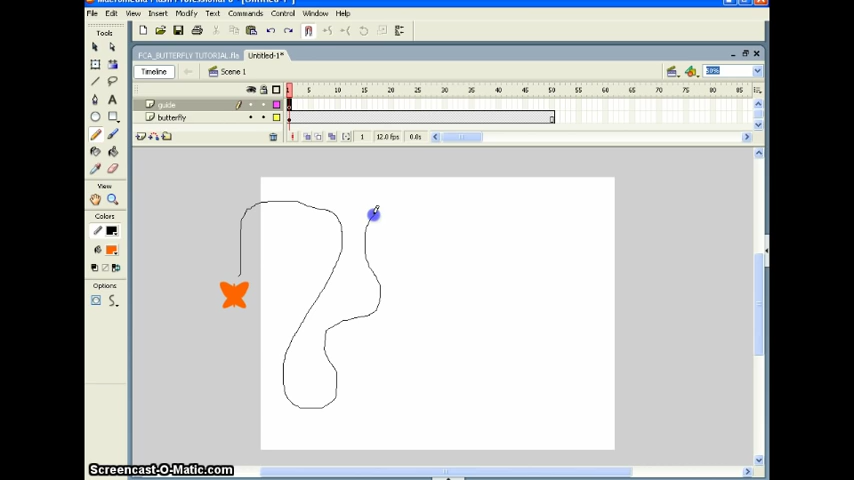 File Edit View Insert Modify Text Commands Control Window Help
FCA_BUTTERFLY TUTORIAL.fla Untitled-1*
Timeline Scene 1 59%
Tools
1 5 10 15 20 25 30 35 40 45 50 55 60 65 70 75 80 85
guide
butterfly
1 12.0 fps 0.0s
View
Colors
Options
Screencast-O-Matic.com